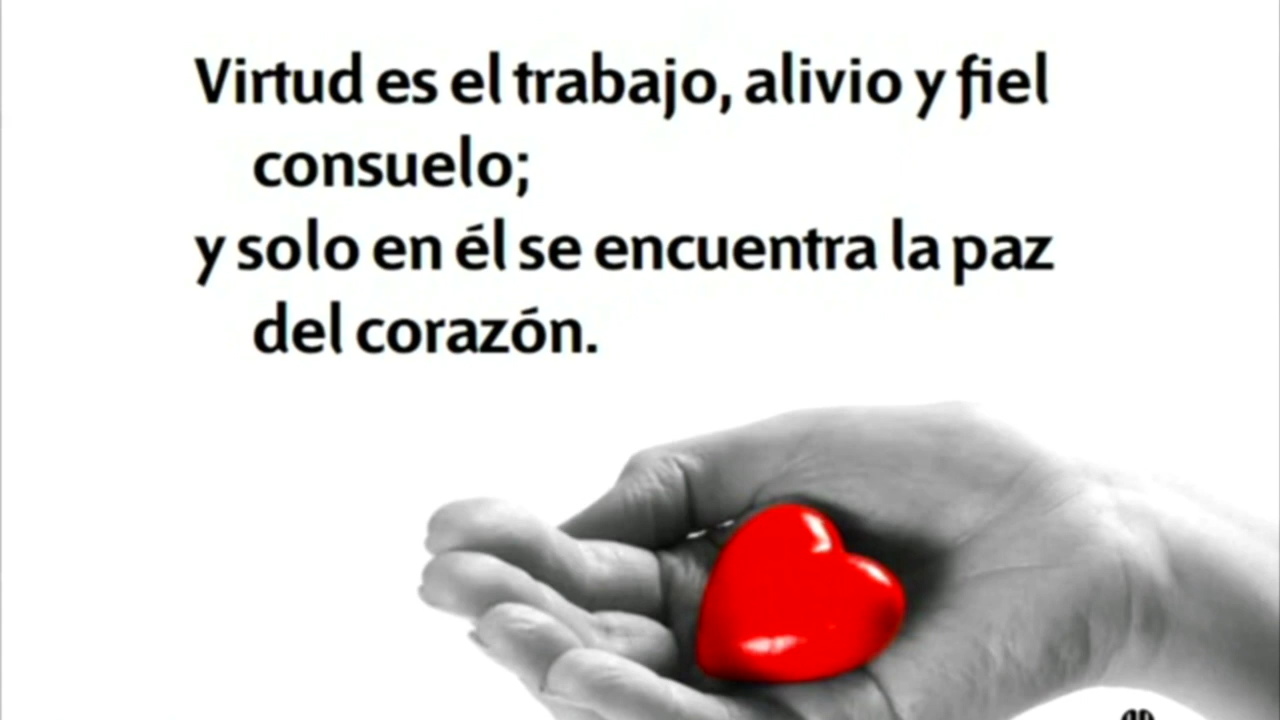 Virtud es el trabajo, alivio y fiel
consuelo;
y solo en él se encuentra la paz
del corazón.